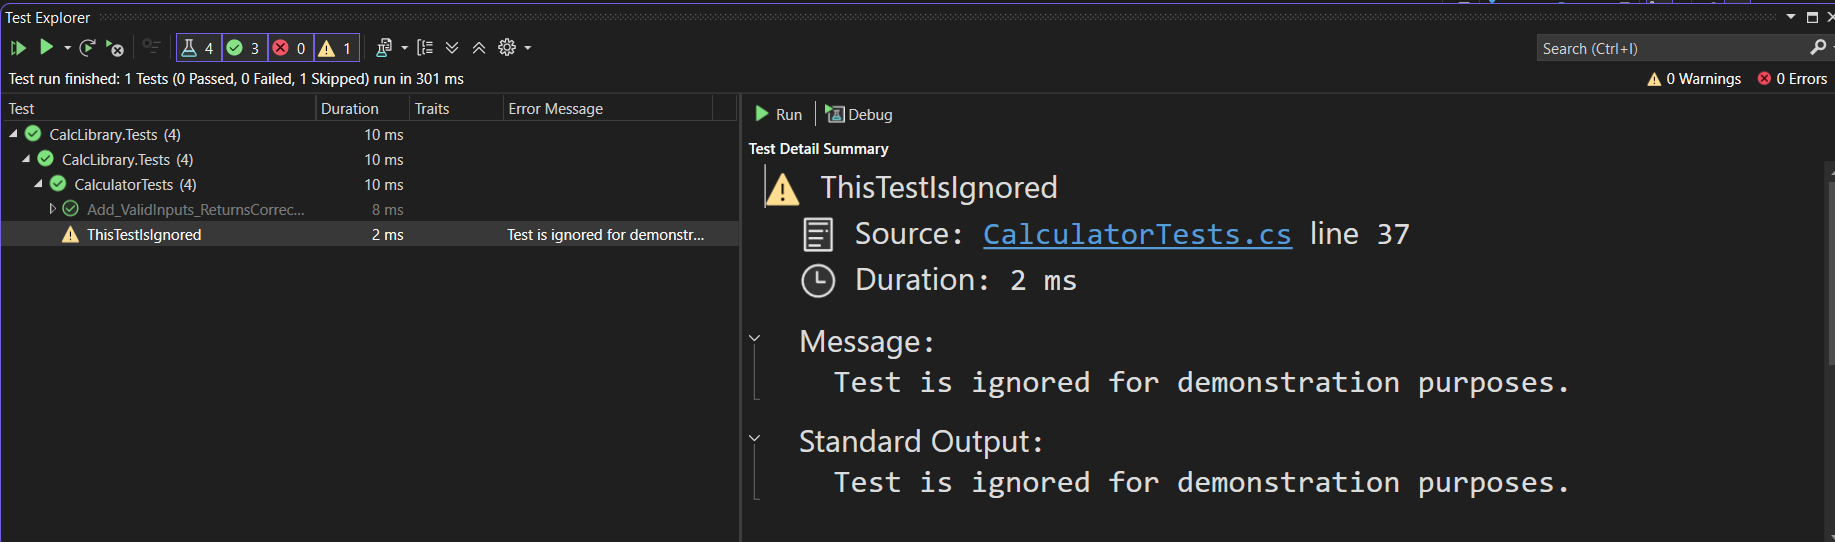 Test Explorer
4 3 0 1
Search (Ctrl+I)
Test run finished: 1 Tests (0 Passed, 0 Failed, 1 Skipped) run in 301 ms
0 Warnings 0 Errors
Test Duration Traits Error Message
CalcLibrary.Tests (4) 10 ms
CalcLibrary.Tests (4) 10 ms
CalculatorTests (4) 10 ms
Add_ValidInputs_ReturnsCorrec... 8 ms
ThisTestIsIgnored 2 ms Test is ignored for demonstr...
Run Debug
Test Detail Summary
ThisTestIsIgnored
Source: CalculatorTests.cs line 37
Duration: 2 ms
Message:
Test is ignored for demonstration purposes.
Standard Output:
Test is ignored for demonstration purposes.